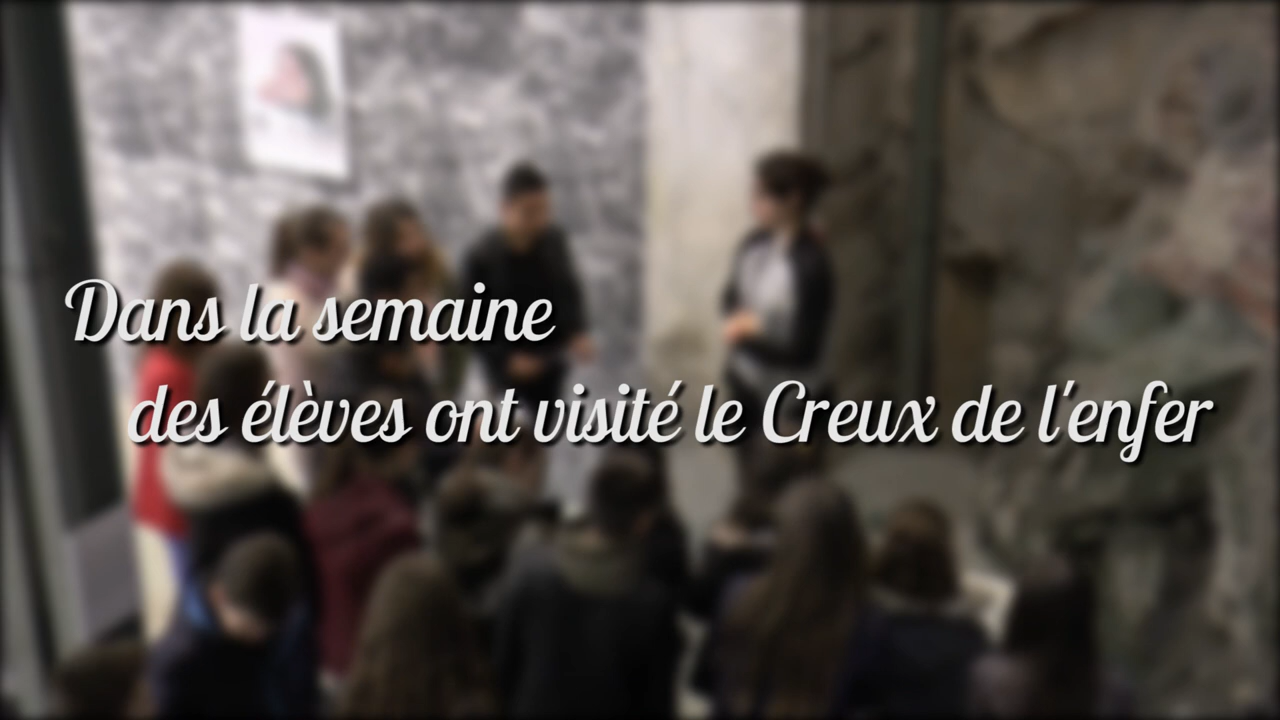 Dans la semaine
des élèves ont visité le Creux de l'enfer